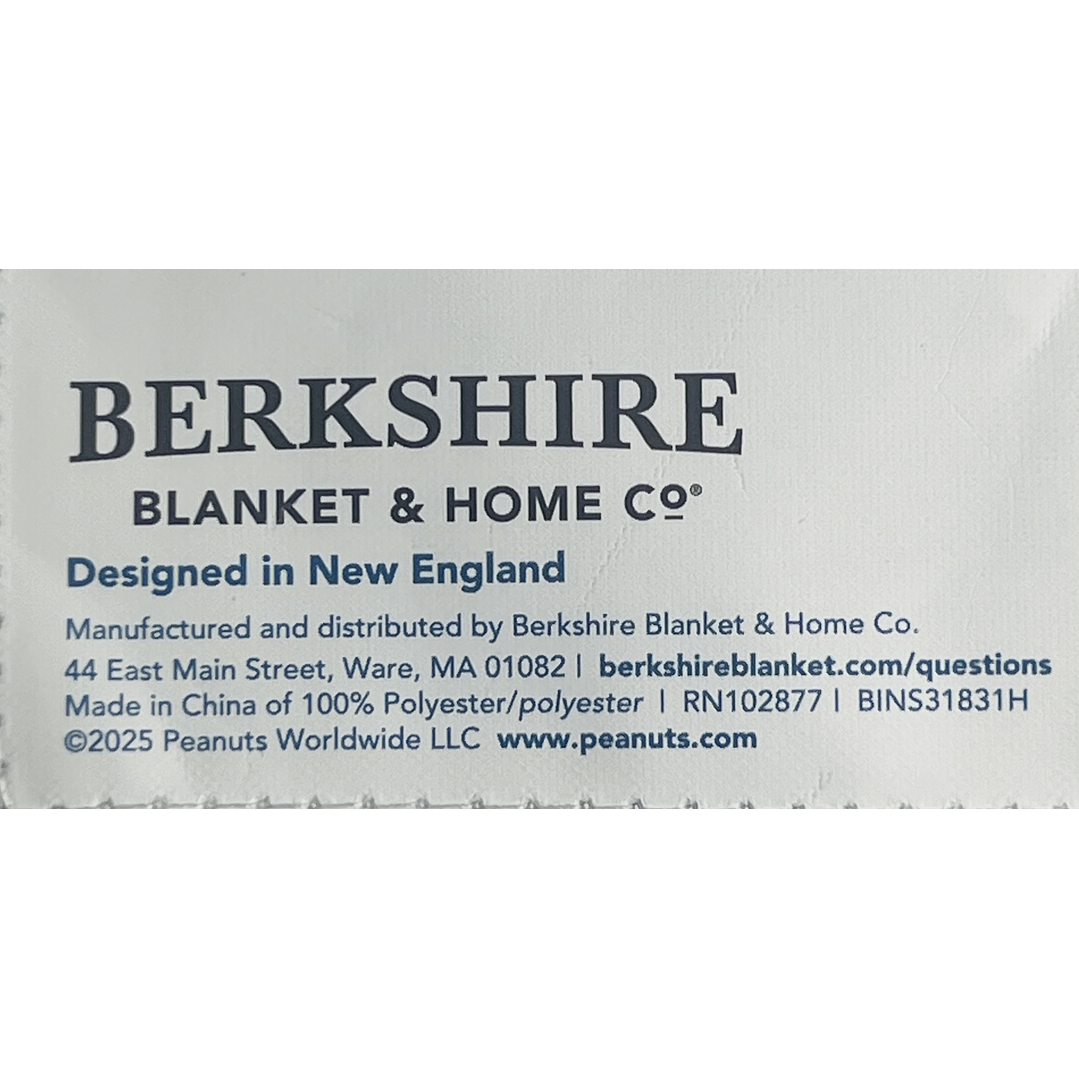 BERKSHIRE
BLANKET & HOME Cº®
Designed in New England
Manufactured and distributed by Berkshire Blanket & Home Co.
44 East Main Street, Ware, MA 01082 | berkshireblanket.com/questions
Made in China of 100% Polyester/polyester | RN102877 | BINS31831H
©2025 Peanuts Worldwide LLC www.peanuts.com